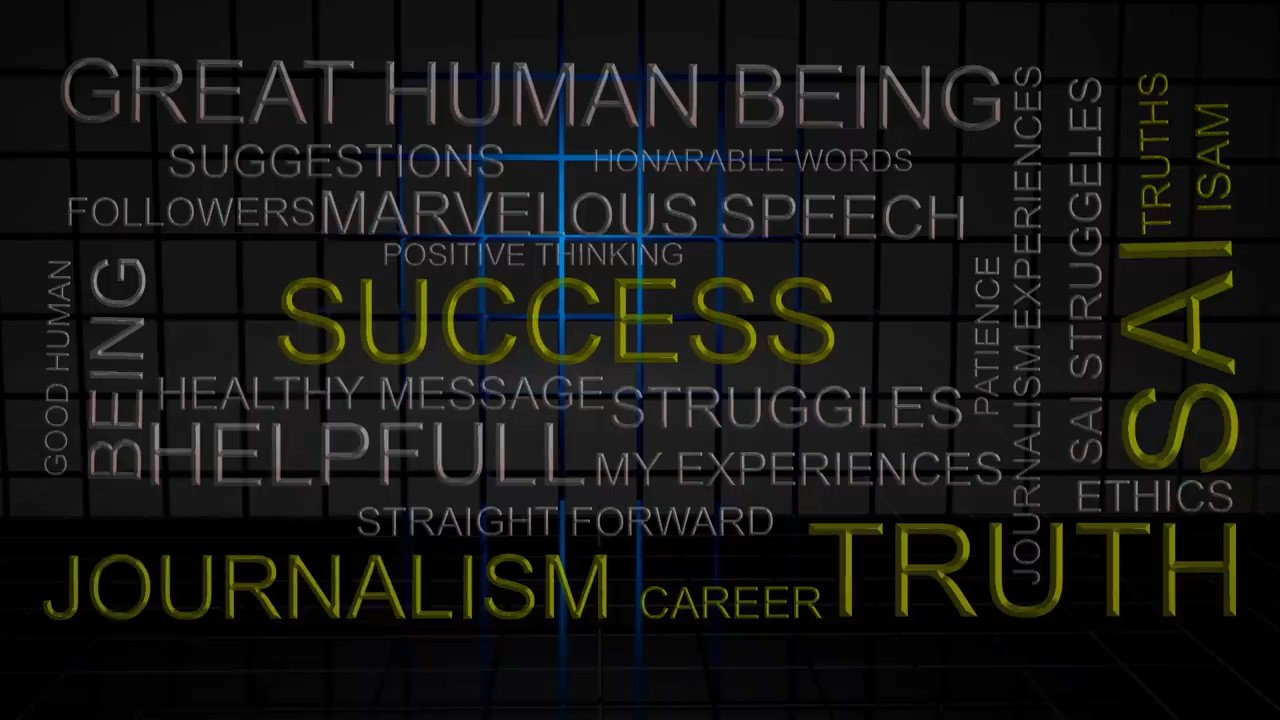 GREAT HUMAN BEING
SUGGESTIONS
HONARABLE WORDS
FOLLOWERS
MARVELOUS SPEECH
POSITIVE THINKING
SUCCESS
GOOD HUMAN
BEING
HEALTHY MESSAGE
STRUGGLES
HELPFULL
MY EXPERIENCES
STRAIGHT FORWARD
JOURNALISM
CAREER
TRUTH
PATIENCE
JOURNALISM EXPERIENCES
SAI STRUGGELES
TRUTHS
ISAM
SAI
ETHICS